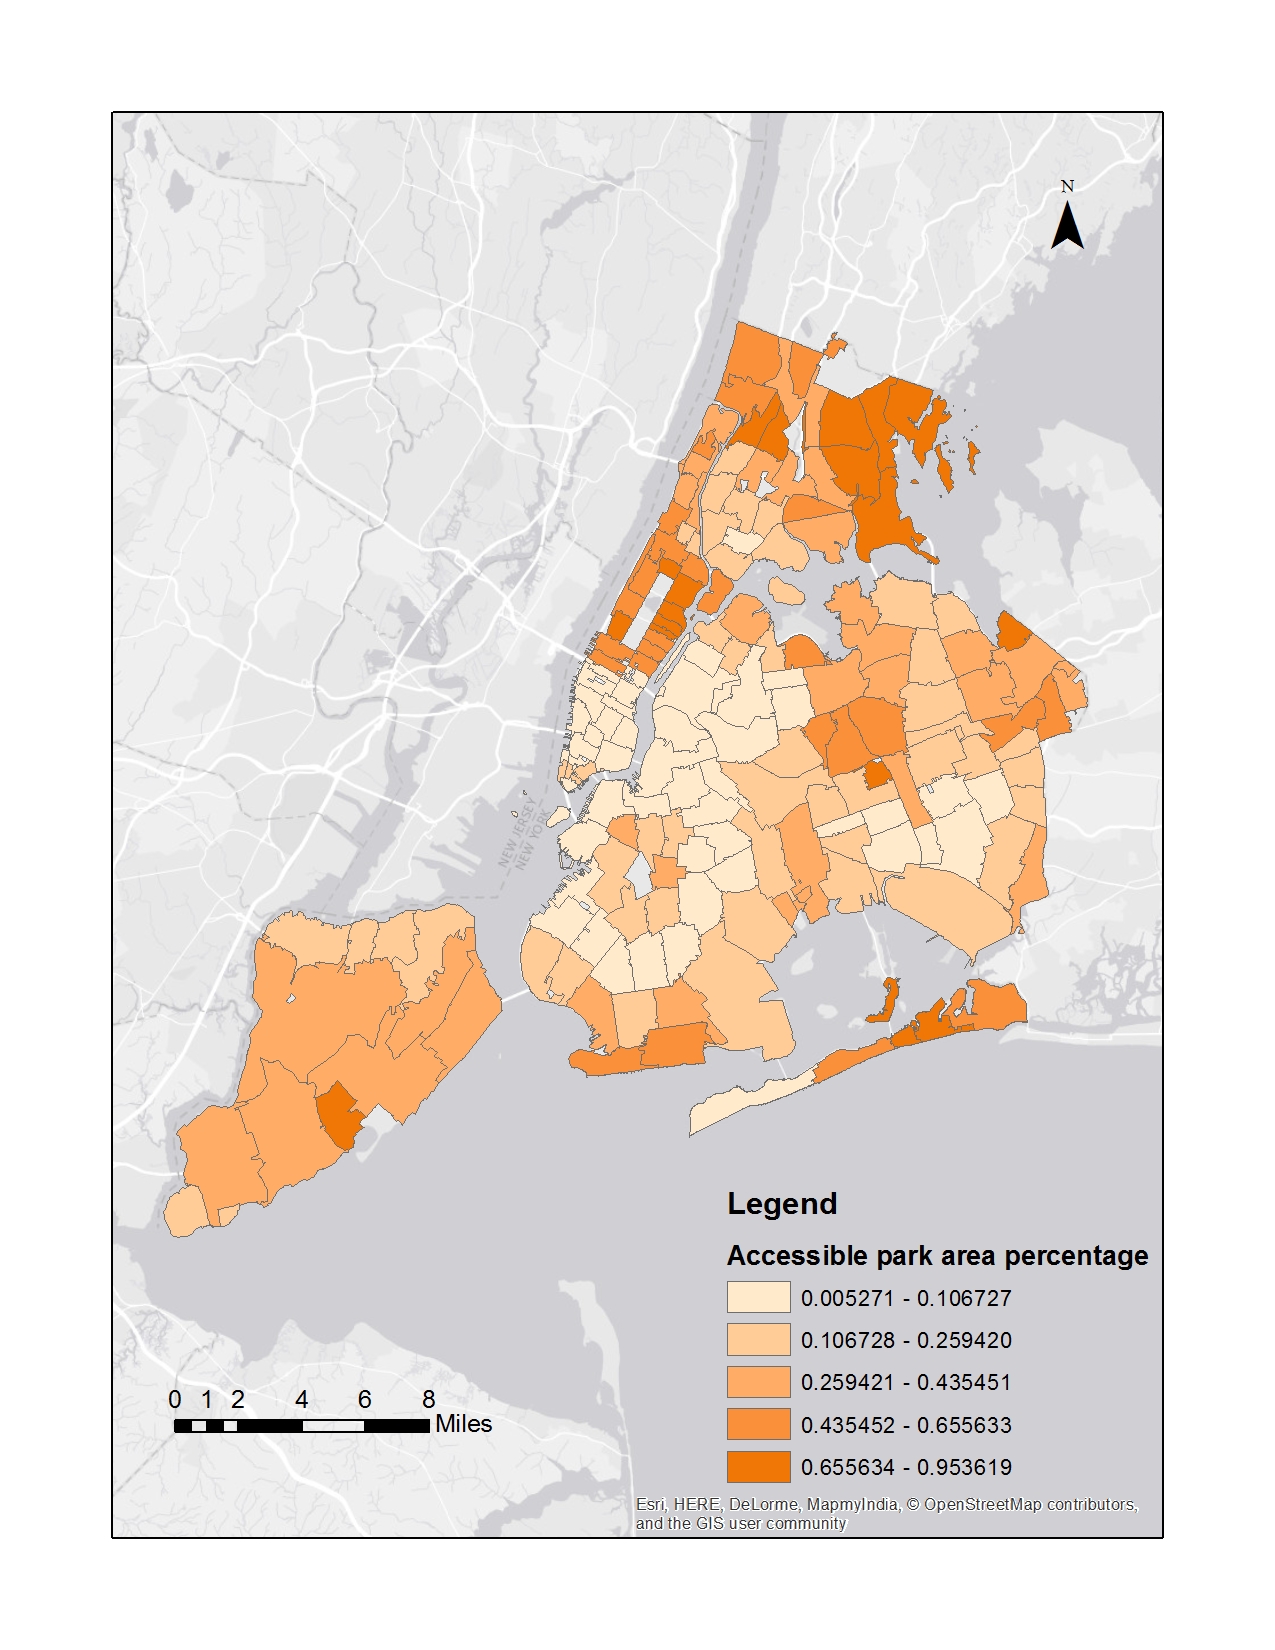 N
NEW JERSEY
NEW YORK
Legend
Accessible park area percentage
0.005271 - 0.106727
0.106728 - 0.259420
0.259421 - 0.435451
0.435452 - 0.655633
0.655634 - 0.953619
0 1 2 4 6 8
Miles
Esri, HERE, DeLorme, MapmyIndia, © OpenStreetMap contributors,
and the GIS user community